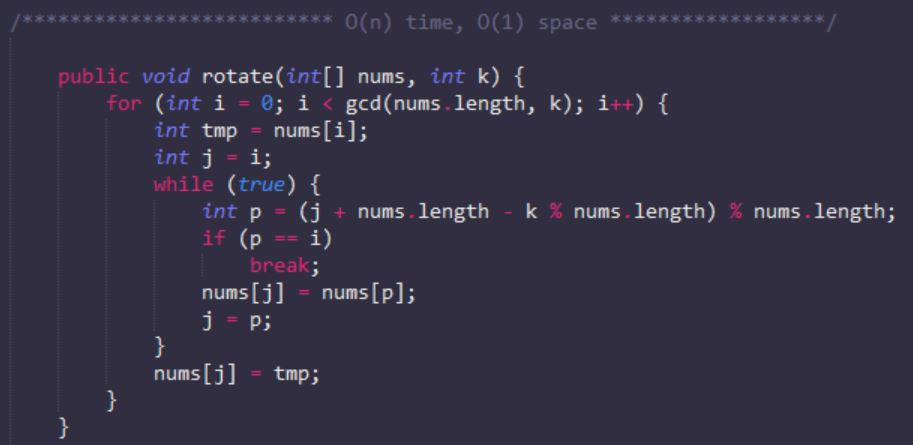 /************************** O(n) time, O(1) space ******************/
public void rotate(int[] nums, int k) {
for (int i = 0; i < gcd(nums.length, k); i++) {
int tmp = nums[i];
int j = i;
while (true) {
int p = (j + nums.length - k % nums.length) % nums.length;
if (p == i)
break;
nums[j] = nums[p];
j = p;
}
nums[j] = tmp;
}
}